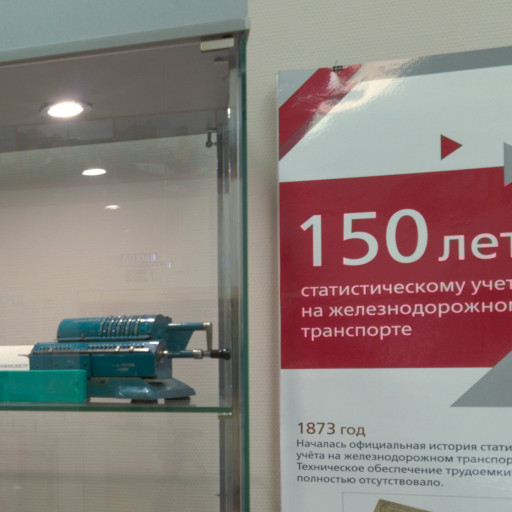 150 лет
статистическому учет
на железнодорожном
транспорте
1873 год
Началась официальная история стати
учёта на железнодорожном транспор
Техническое обеспечение трудоемки
полностью отсутствовало.